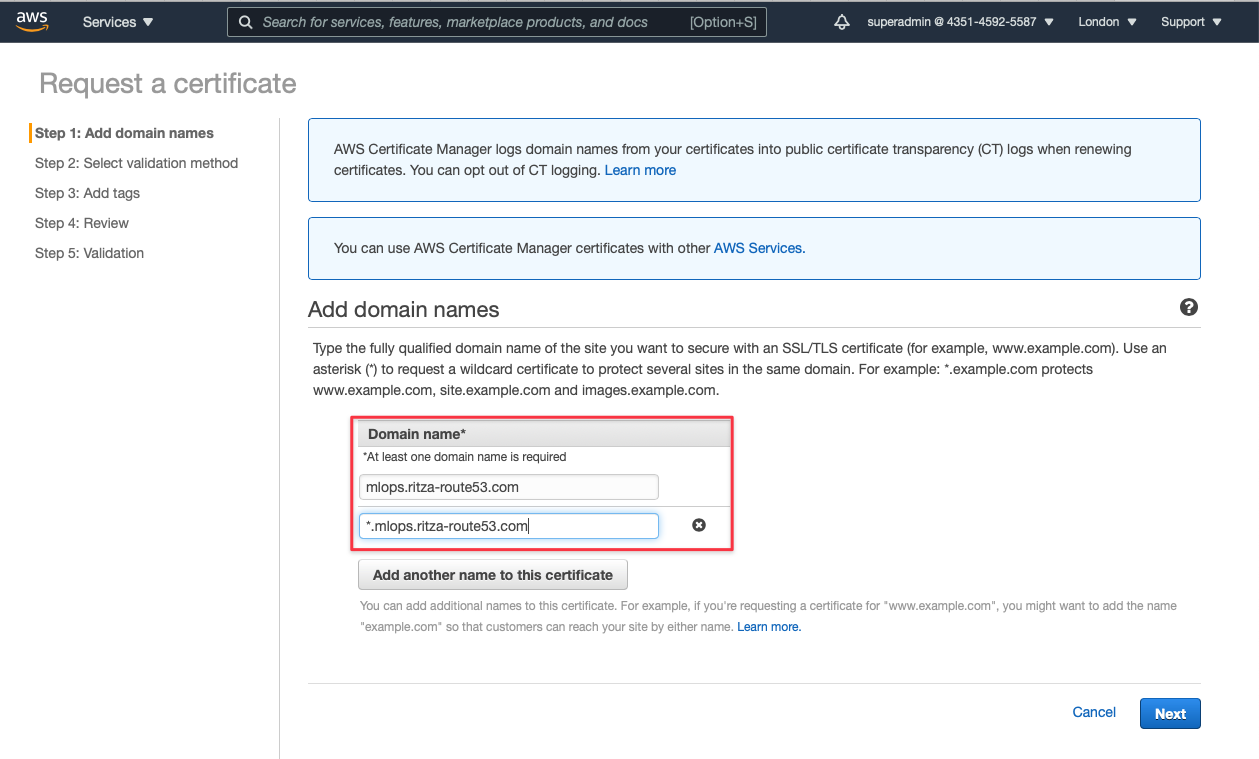 aws Services Search for services, features, marketplace products, and docs [Option+S] superadmin @ 4351-4592-5587 London Support
Request a certificate
Step 1: Add domain names
Step 2: Select validation method
Step 3: Add tags
Step 4: Review
Step 5: Validation
AWS Certificate Manager logs domain names from your certificates into public certificate transparency (CT) logs when renewing
certificates. You can opt out of CT logging. Learn more
You can use AWS Certificate Manager certificates with other AWS Services.
Add domain names
Type the fully qualified domain name of the site you want to secure with an SSL/TLS certificate (for example, www.example.com). Use an
asterisk (*) to request a wildcard certificate to protect several sites in the same domain. For example: *.example.com protects
www.example.com, site.example.com and images.example.com.
Domain name*
*At least one domain name is required
mlops.ritza-route53.com
*.mlops.ritza-route53.com
Add another name to this certificate
You can add additional names to this certificate. For example, if you're requesting a certificate for "www.example.com", you might want to add the name
"example.com" so that customers can reach your site by either name. Learn more.
Cancel Next